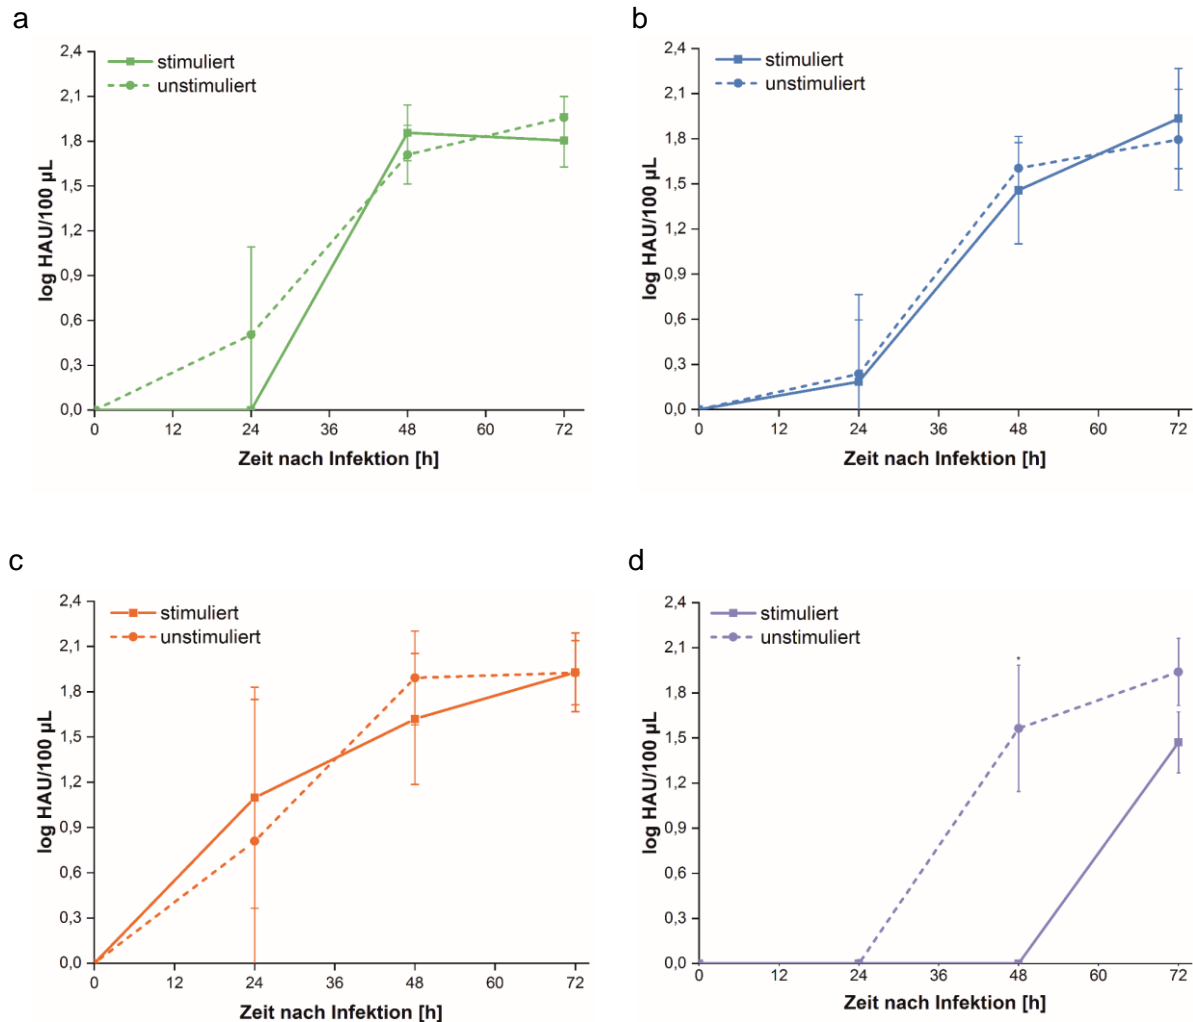 a
stimuliert
unstimuliert
log HAU/100 µL
2,4
2,1
1,8
1,5
1,2
0,9
0,6
0,3
0,0
0 12 24 36 48 60 72
Zeit nach Infektion [h]
b
stimuliert
unstimuliert
log HAU/100 µL
2,4
2,1
1,8
1,5
1,2
0,9
0,6
0,3
0,0
0 12 24 36 48 60 72
Zeit nach Infektion [h]
c
stimuliert
unstimuliert
log HAU/100 µL
2,4
2,1
1,8
1,5
1,2
0,9
0,6
0,3
0,0
0 12 24 36 48 60 72
Zeit nach Infektion [h]
d
stimuliert
unstimuliert
*
log HAU/100 µL
2,4
2,1
1,8
1,5
1,2
0,9
0,6
0,3
0,0
0 12 24 36 48 60 72
Zeit nach Infektion [h]